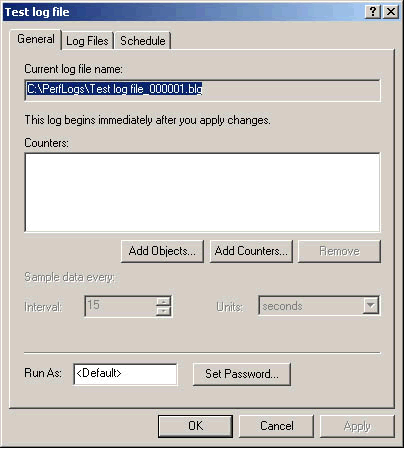 Test log file
General Log Files Schedule
Current log file name:
C:\PerfLogs\Test log file_000001.blg
This log begins immediately after you apply changes.
Counters:
Add Objects... Add Counters... Remove
Sample data every:
Interval: 15 Units: seconds
Run As: <Default> Set Password...
OK Cancel Apply